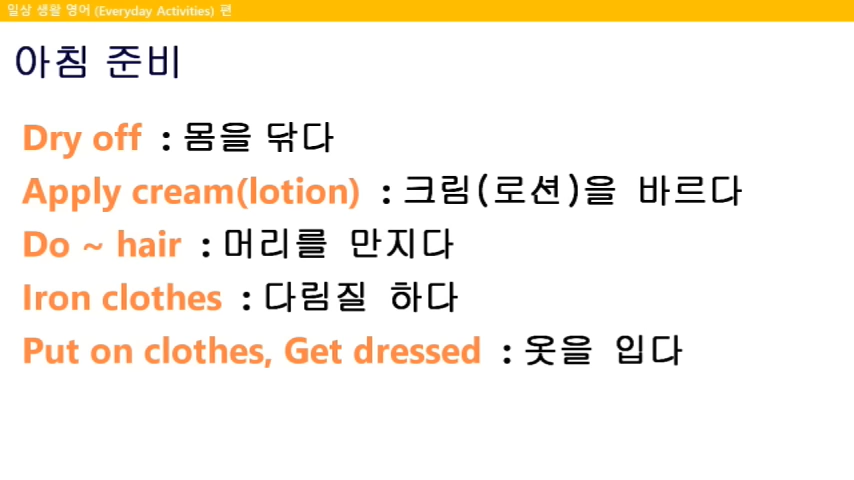 일상 생활 영어 (Everyday Activities) 편
아침 준비
Dry off : 몸을 닦다
Apply cream(lotion) : 크림(로션)을 바르다
Do ~ hair : 머리를 만지다
Iron clothes : 다림질 하다
Put on clothes, Get dressed : 옷을 입다